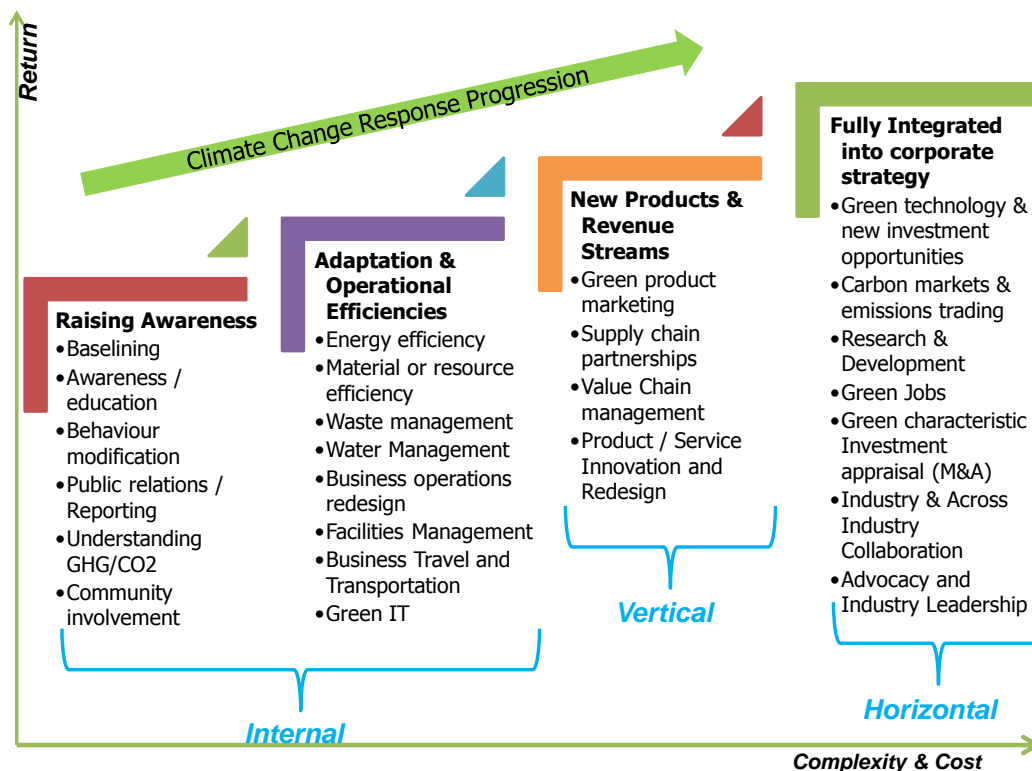 Return
Climate Change Response Progression
Raising Awareness
•Baselining
•Awareness /
education
•Behaviour
modification
•Public relations /
Reporting
•Understanding
GHG/CO2
•Community
involvement
Adaptation &
Operational
Efficiencies
•Energy efficiency
•Material or resource
efficiency
•Waste management
•Water Management
•Business operations
redesign
•Facilities Management
•Business Travel and
Transportation
•Green IT
Internal
New Products &
Revenue
Streams
•Green product
marketing
•Supply chain
partnerships
•Value Chain
management
•Product / Service
Innovation and
Redesign
Vertical
Fully Integrated
into corporate
strategy
•Green technology &
new investment
opportunities
•Carbon markets &
emissions trading
•Research &
Development
•Green Jobs
•Green characteristic
Investment
appraisal (M&A)
•Industry & Across
Industry
Collaboration
•Advocacy and
Industry Leadership
Horizontal
Complexity & Cost